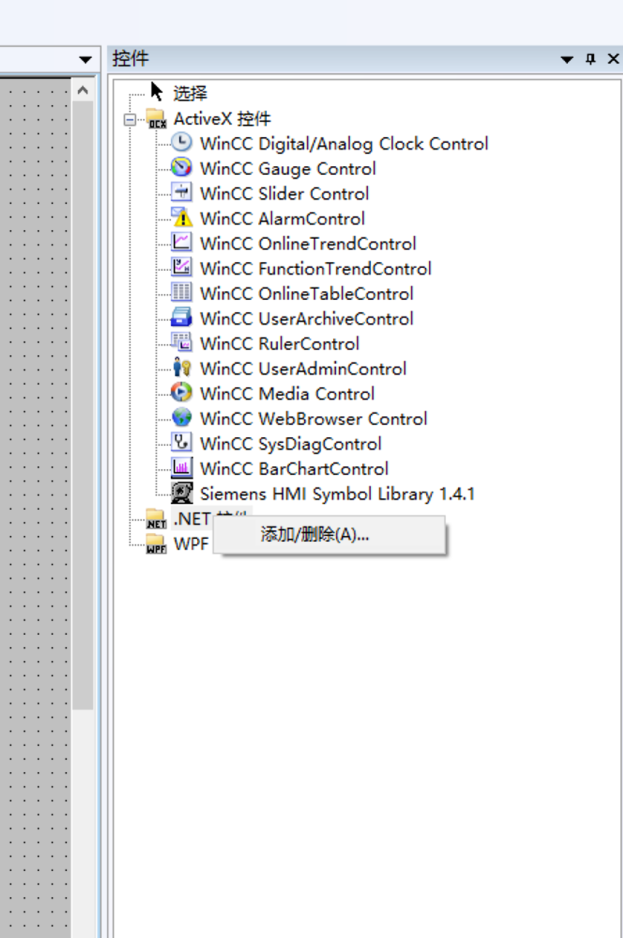 控件
选择
ActiveX 控件
WinCC Digital/Analog Clock Control
WinCC Gauge Control
WinCC Slider Control
WinCC AlarmControl
WinCC OnlineTrendControl
WinCC FunctionTrendControl
WinCC OnlineTableControl
WinCC UserArchiveControl
WinCC RulerControl
WinCC UserAdminControl
WinCC Media Control
WinCC WebBrowser Control
WinCC SysDiagControl
WinCC BarChartControl
Siemens HMI Symbol Library 1.4.1
.NET
添加/删除(A)...
WPF